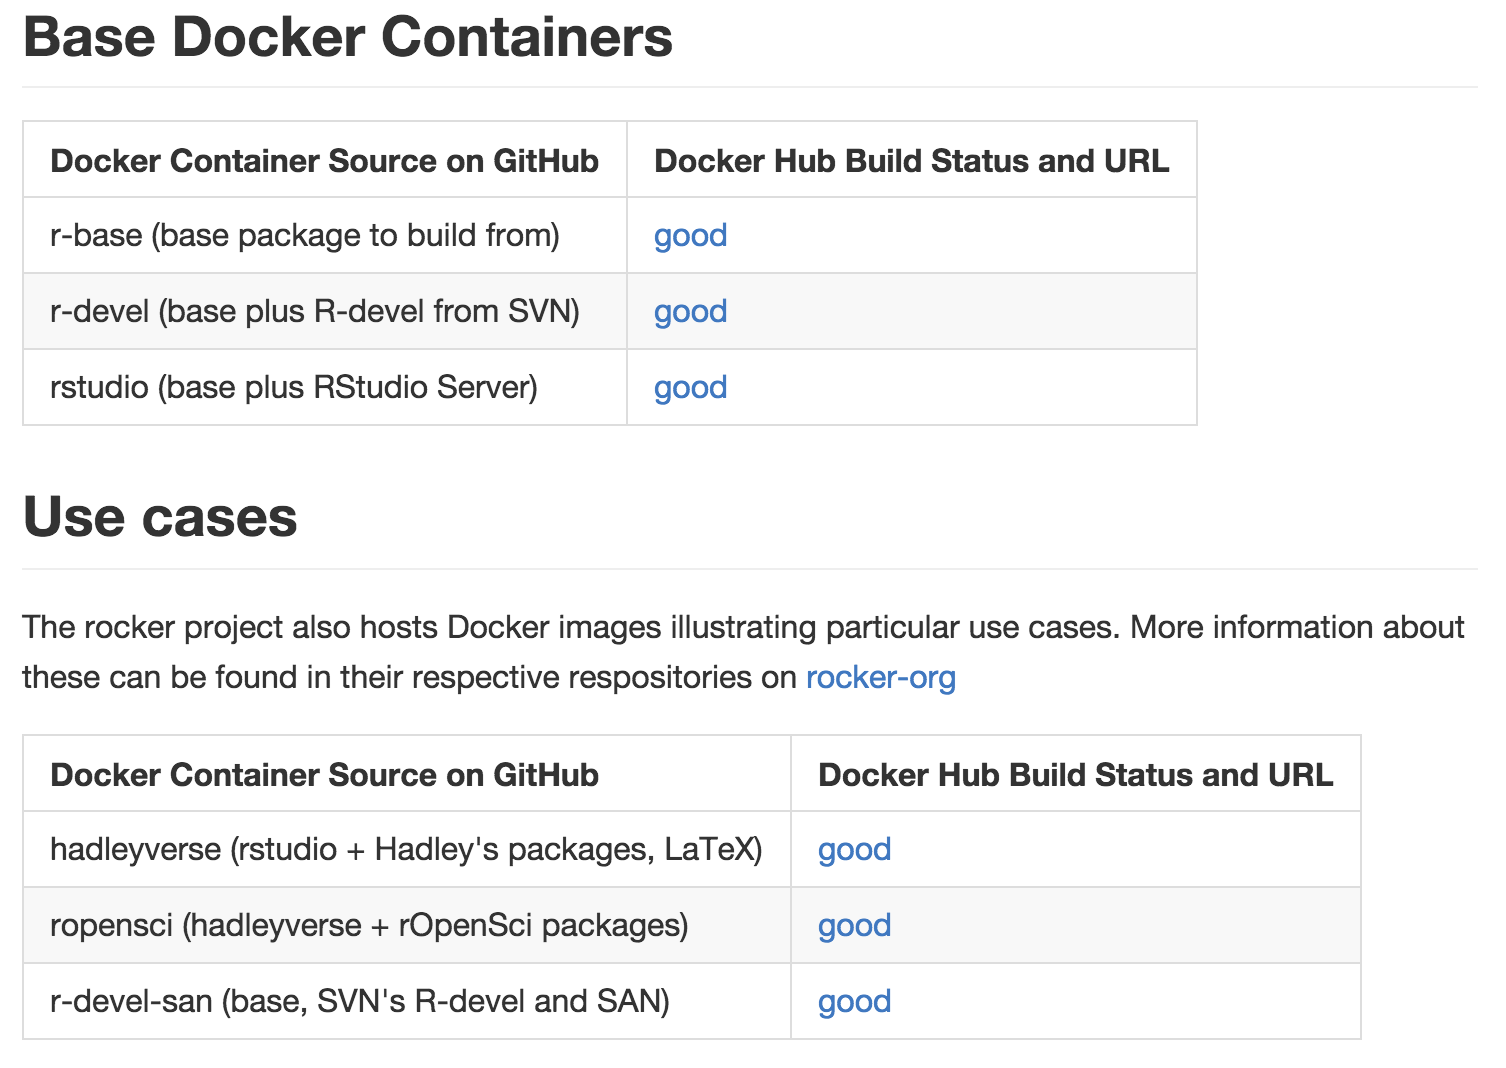 Base Docker Containers
Docker Container Source on GitHub Docker Hub Build Status and URL
r-base (base package to build from) good
r-devel (base plus R-devel from SVN) good
rstudio (base plus RStudio Server) good
Use cases
The rocker project also hosts Docker images illustrating particular use cases. More information about
these can be found in their respective respositories on rocker-org
Docker Container Source on GitHub Docker Hub Build Status and URL
hadleyverse (rstudio + Hadley's packages, LaTeX) good
ropensci (hadleyverse + rOpenSci packages) good
r-devel-san (base, SVN's R-devel and SAN) good